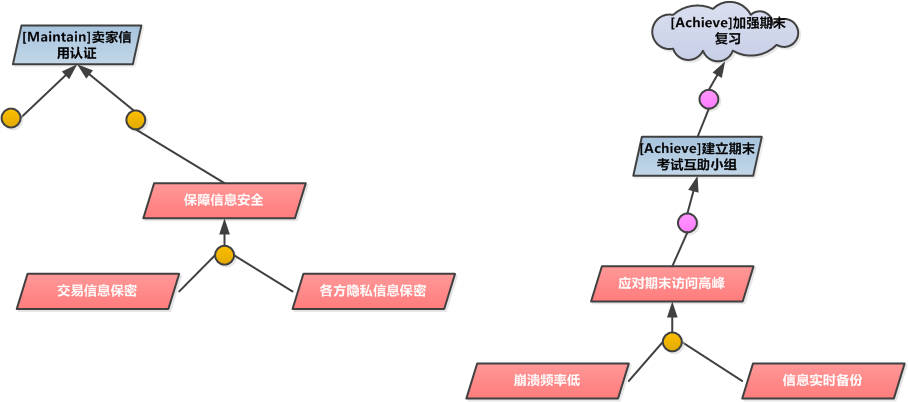 [Maintain]卖家信
用认证
保障信息安全
交易信息保密
各方隐私信息保密
[Achieve]加强期末
复习
[Achieve]建立期末
考试互助小组
应对期末访问高峰
崩溃频率低
信息实时备份